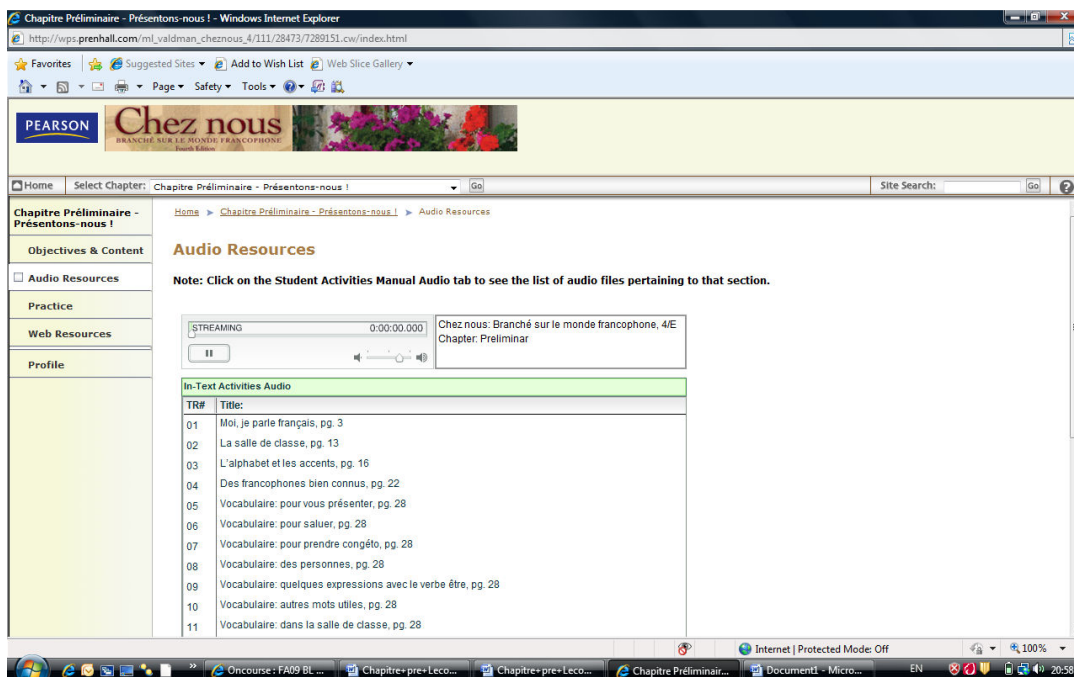 Chapitre Préliminaire - Présentons-nous ! - Windows Internet Explorer
http://wps.prenhall.com/ml_valdman_cheznous_4/111/28473/7289151.cw/index.html
Favorites Suggested Sites Add to Wish List Web Slice Gallery
Page Safety Tools
PEARSON
Chez nous
BRANCHÉ SUR LE MONDE FRANCOPHONE
Fourth Edition
Home Select Chapter: Chapitre Préliminaire - Présentons-nous ! Go Site Search: Go
Chapitre Préliminaire -
Présentons-nous !
Objectives & Content
Audio Resources
Practice
Web Resources
Profile
Home > Chapitre Préliminaire - Présentons-nous ! > Audio Resources
Audio Resources
Note: Click on the Student Activities Manual Audio tab to see the list of audio files pertaining to that section.
STREAMING 0:00:00.000
Chez nous: Branché sur le monde francophone, 4/E
Chapter: Preliminar
In-Text Activities Audio
TR# Title:
01 Moi, je parle français, pg. 3
02 La salle de classe, pg. 13
03 L'alphabet et les accents, pg. 16
04 Des francophones bien connus, pg. 22
05 Vocabulaire: pour vous présenter, pg. 28
06 Vocabulaire: pour saluer, pg. 28
07 Vocabulaire: pour prendre congéto, pg. 28
08 Vocabulaire: des personnes, pg. 28
09 Vocabulaire: quelques expressions avec le verbe être, pg. 28
10 Vocabulaire: autres mots utiles, pg. 28
11 Vocabulaire: dans la salle de classe, pg. 28
Internet | Protected Mode: Off 100%
Oncourse : FA09 BL ... Chapitre+pre+Leco... Chapitre+pre+Leco... Chapitre Préliminair... Document1 - Micro... EN 20:58